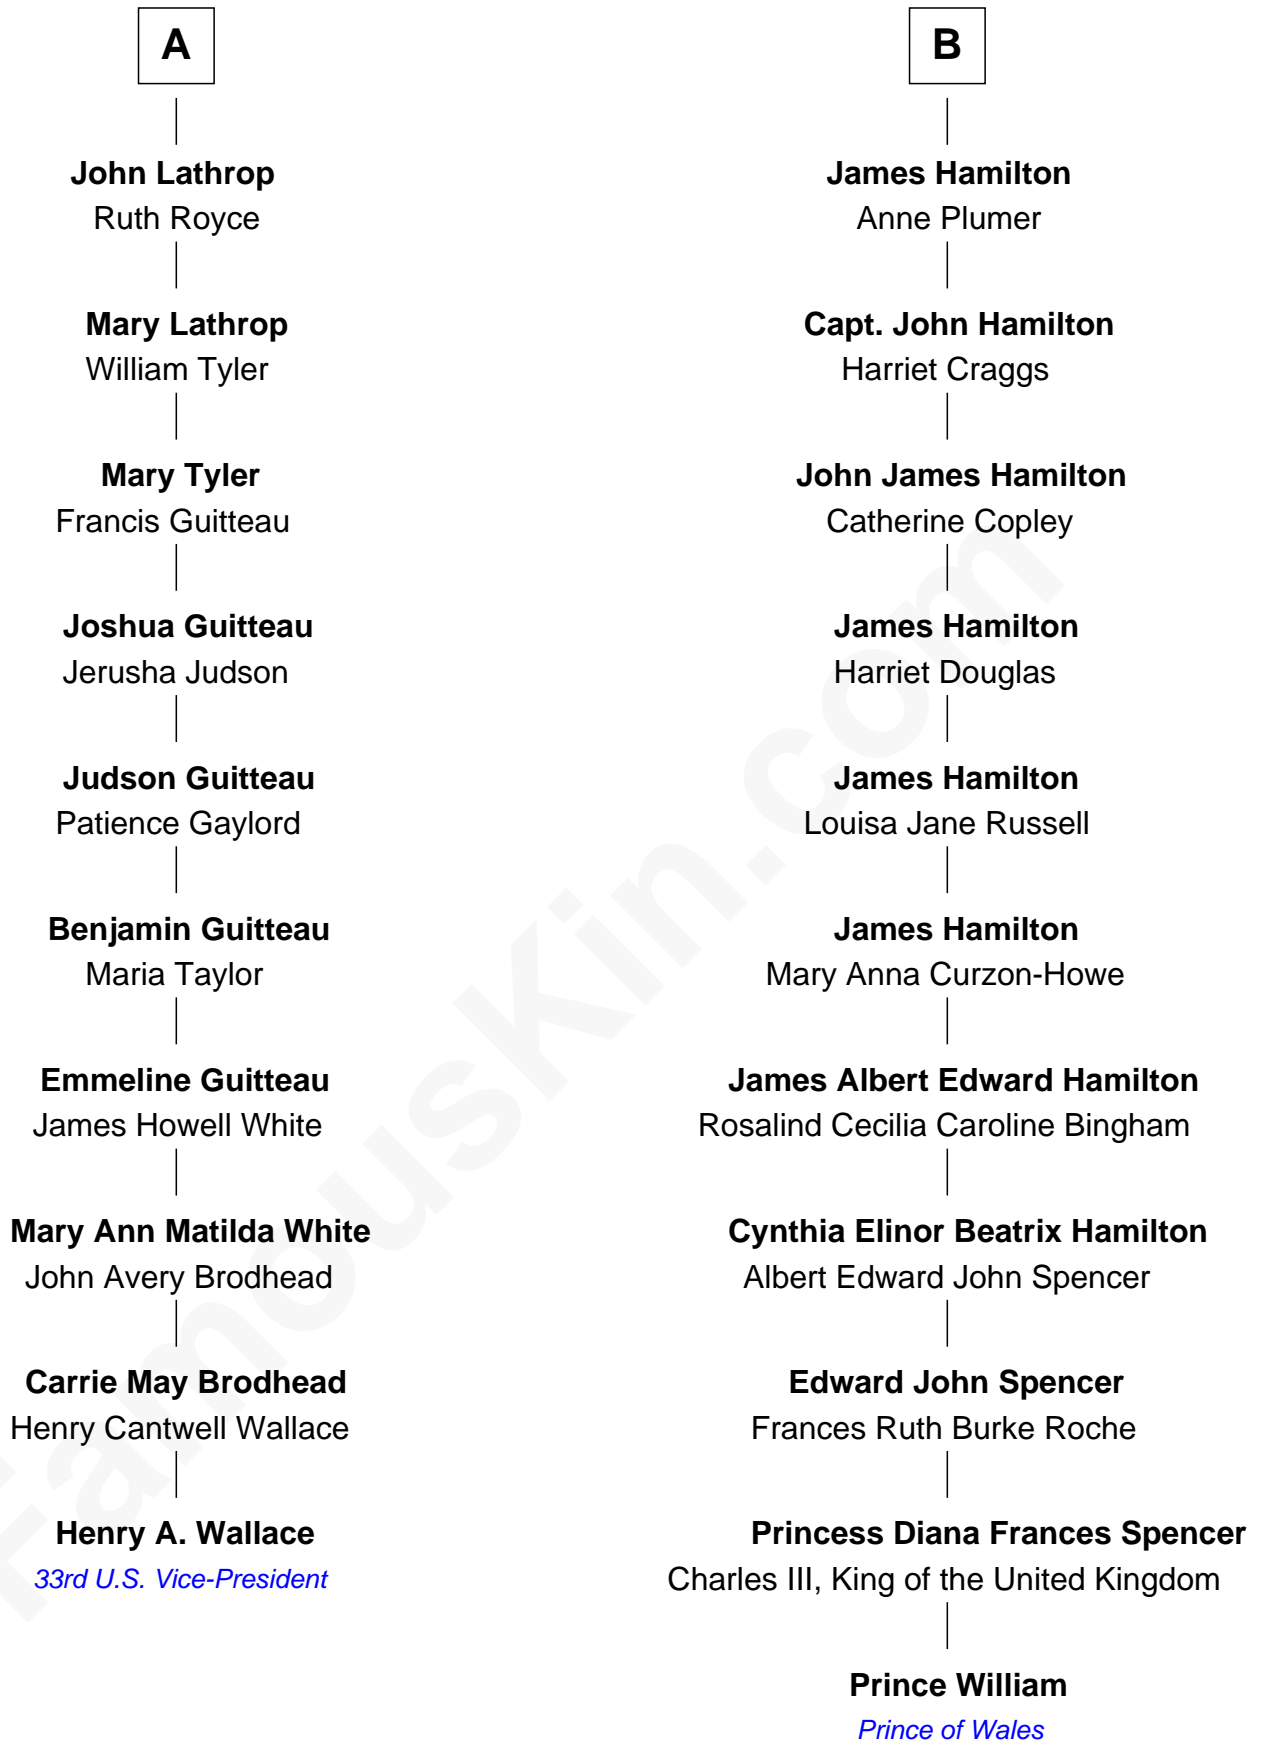 A
John Lathrop
Ruth Royce
Mary Lathrop
William Tyler
Mary Tyler
Francis Guitteau
Joshua Guitteau
Jerusha Judson
Judson Guitteau
Patience Gaylord
Benjamin Guitteau
Maria Taylor
Emmeline Guitteau
James Howell White
Mary Ann Matilda White
John Avery Brodhead
Carrie May Brodhead
Henry Cantwell Wallace
Henry A. Wallace
33rd U.S. Vice-President
B
James Hamilton
Anne Plumer
Capt. John Hamilton
Harriet Craggs
John James Hamilton
Catherine Copley
James Hamilton
Harriet Douglas
James Hamilton
Louisa Jane Russell
James Hamilton
Mary Anna Curzon-Howe
James Albert Edward Hamilton
Rosalind Cecilia Caroline Bingham
Cynthia Elinor Beatrix Hamilton
Albert Edward John Spencer
Edward John Spencer
Frances Ruth Burke Roche
Princess Diana Frances Spencer
Charles III, King of the United Kingdom
Prince William
Prince of Wales
FamousKin.com